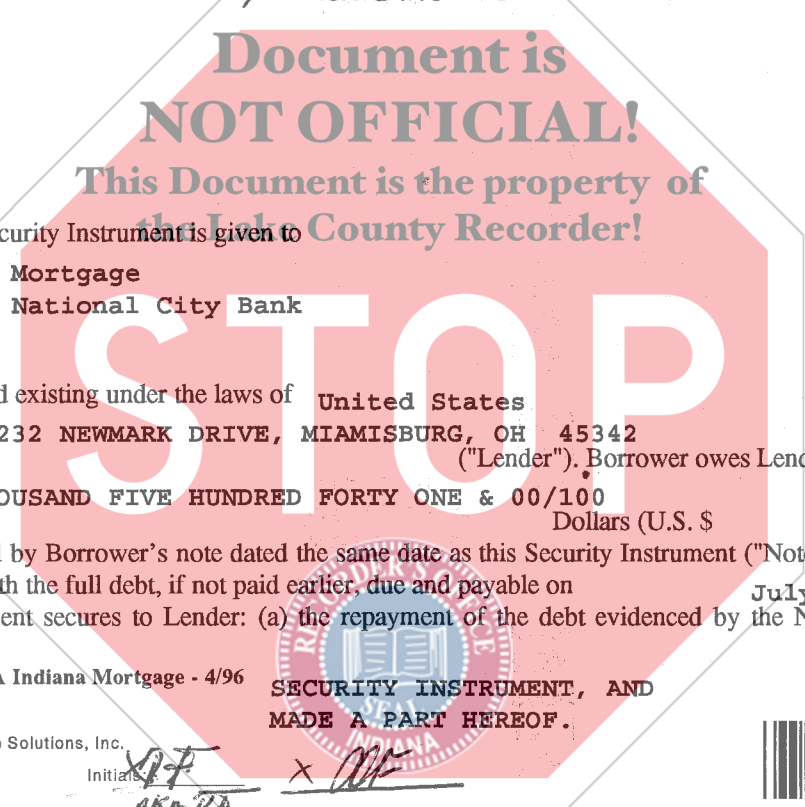 Document is
NOT OFFICIAL!
This Document is the property of
the Lake County Recorder!
curity Instrument is given to
Mortgage
National City Bank
STOP
d existing under the laws of United States
232 NEWMARK DRIVE, MIAMISBURG, OH 45342
("Lender"). Borrower owes Lend
OUSAND FIVE HUNDRED FORTY ONE & 00/100
Dollars (U.S. $
l by Borrower's note dated the same date as this Security Instrument ("Not
th the full debt, if not paid earlier, due and payable on July
ent secures to Lender: (a) the repayment of the debt evidenced by the N
RECORDER'S OFFICE
SEAL
INDIANA
A Indiana Mortgage - 4/96
SECURITY INSTRUMENT, AND
MADE A PART HEREOF.
Solutions, Inc.
Initials